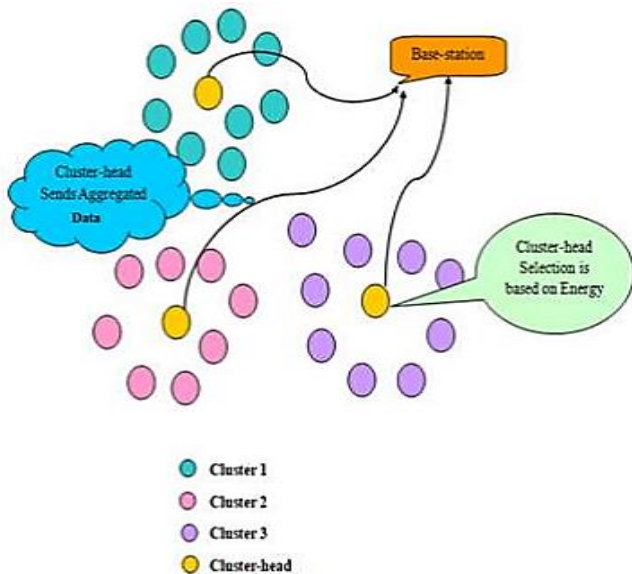 Base-station
Cluster-head
Sends Aggregated
Data
Cluster-head
Selection is
based on Energy
Cluster 1
Cluster 2
Cluster 3
Cluster-head